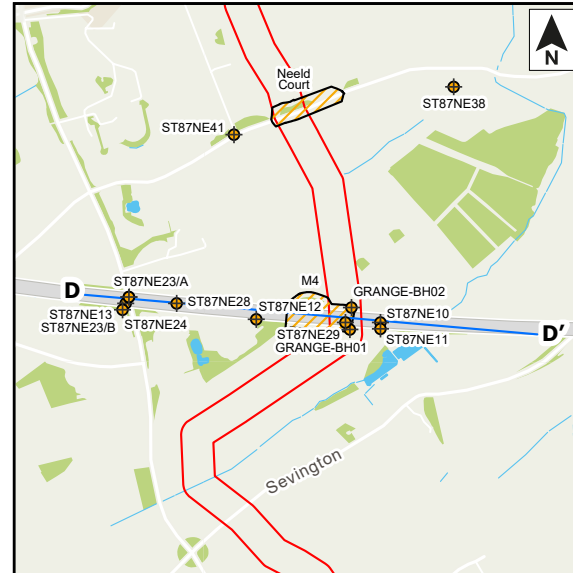 N
Neeld
Court
ST87NE38
ST87NE41
D
ST87NE23/A
M4
GRANGE-BH02
ST87NE28
ST87NE12
ST87NE10
ST87NE13
ST87NE24
ST87NE23/B
ST87NE29
ST87NE11
D'
GRANGE-BH01
Sevington